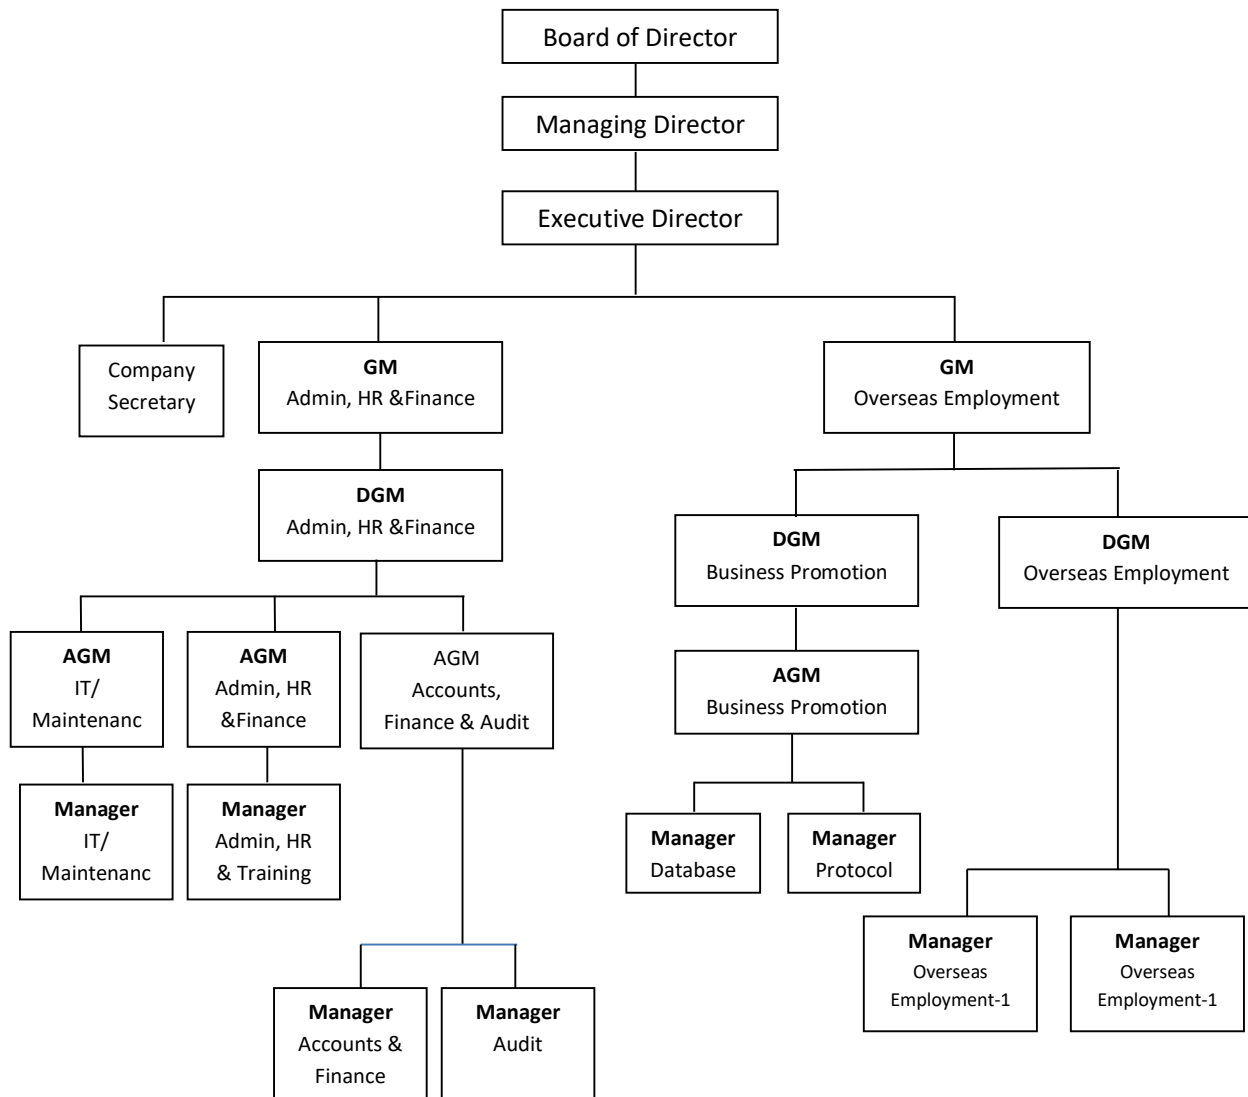 Board of Director
Managing Director
Executive Director
Company
Secretary
GM
Admin, HR &Finance
GM
Overseas Employment
DGM
Admin, HR &Finance
DGM
Business Promotion
DGM
Overseas Employment
AGM
IT/
Maintenanc
AGM
Admin, HR
&Finance
AGM
Accounts,
Finance & Audit
AGM
Business Promotion
Manager
IT/
Maintenanc
Manager
Admin, HR
& Training
Manager
Database
Manager
Protocol
Manager
Overseas
Employment-1
Manager
Overseas
Employment-1
Manager
Accounts &
Finance
Manager
Audit